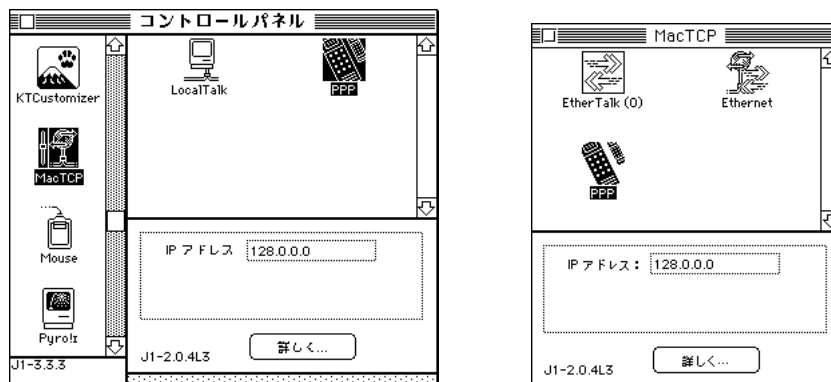 コントロールパネル
KTCustomizer
MacTCP
Mouse
Pyro!ɪ
J1-3.3.3
LocalTalk
PPP
IP アドレス 128.0.0.0
J1-2.0.4L3
詳しく...
MacTCP
EtherTalk (0)
Ethernet
PPP
IP アドレス： 128.0.0.0
J1-2.0.4L3
詳しく...